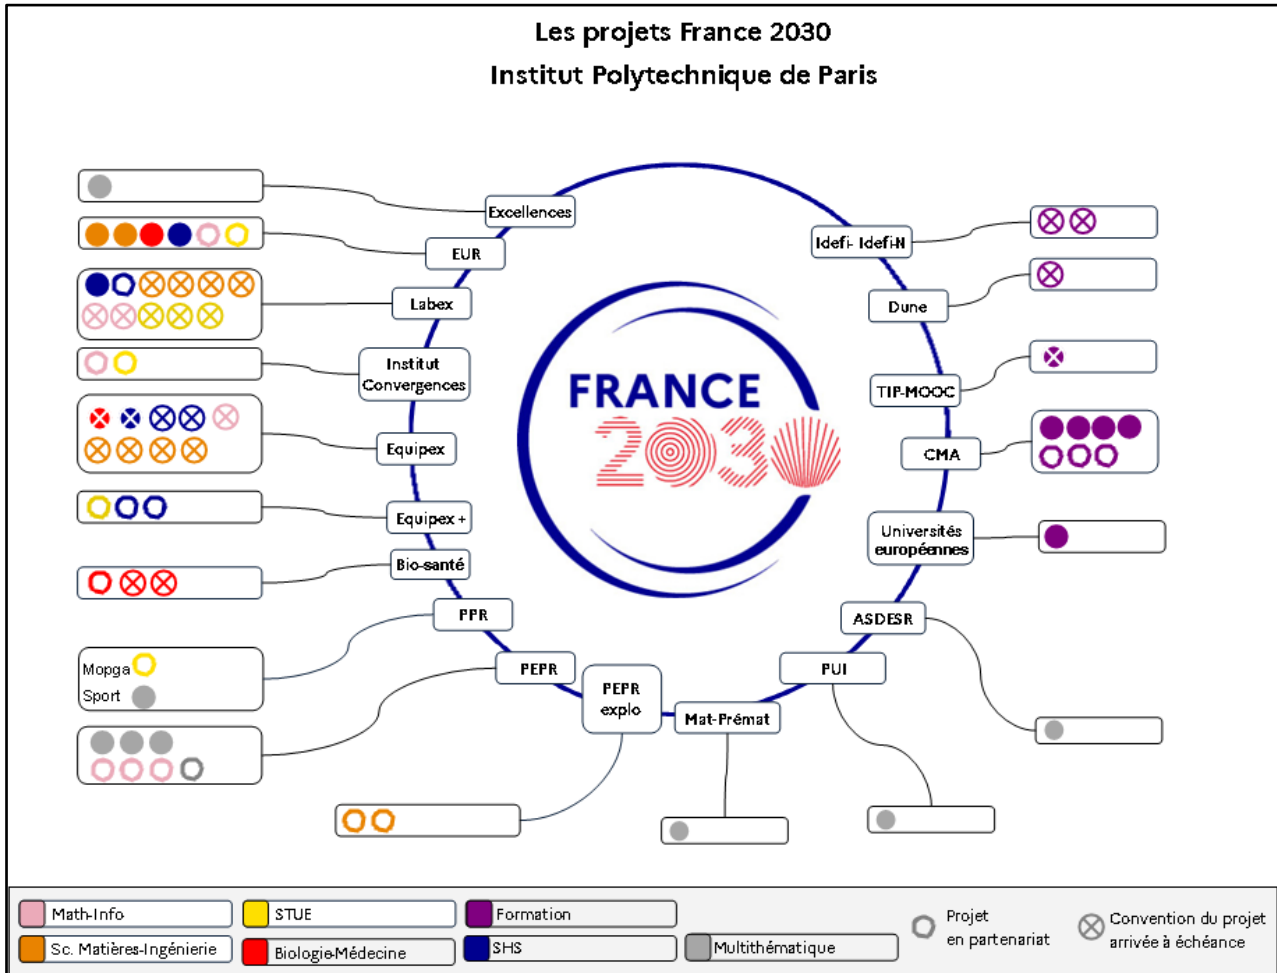 Les projets France 2030
Institut Polytechnique de Paris
Excellences
EUR
Labex
Institut
Convergences
Equipex
Equipex +
Bio-santé
PPR
Mopga
Sport
PEPR
PEPR
explo
Mat-Prémat
PUI
ASDESR
Universités
européennes
CMA
TIP-MOOC
Dune
Idefi- Idefi-N
FRANCE
2030
Math-Info
STUE
Formation
Sc. Matières-Ingénierie
Biologie-Médecine
SHS
Multithématique
Projet
en partenariat
Convention du projet
arrivée à échéance